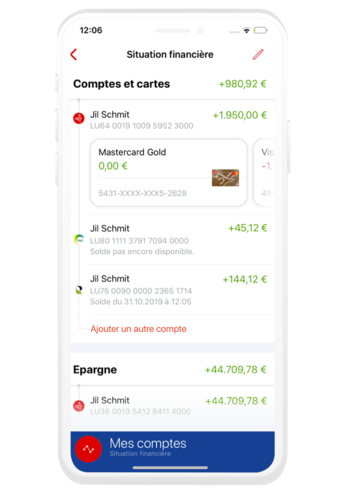 12:06
Situation financière
Comptes et cartes +980,92 €
Jil Schmit +1.950,00 €
LU64 0019 1009 5952 3000
Mastercard Gold Vis
0,00 € -1.
5431-XXXX-XXX5-2628
Jil Schmit +45,12 €
LU80 1111 3791 7094 0000
Solde pas encore disponible.
Jil Schmit +144,12 €
LU75 0090 0000 2365 1714
Solde du 31.10.2019 à 12:05
Ajouter un autre compte
Epargne +44.709,78 €
Jil Schmit +44.709,78 €
LU36 0019 5412 8411 4000
Mes comptes
Situation financière